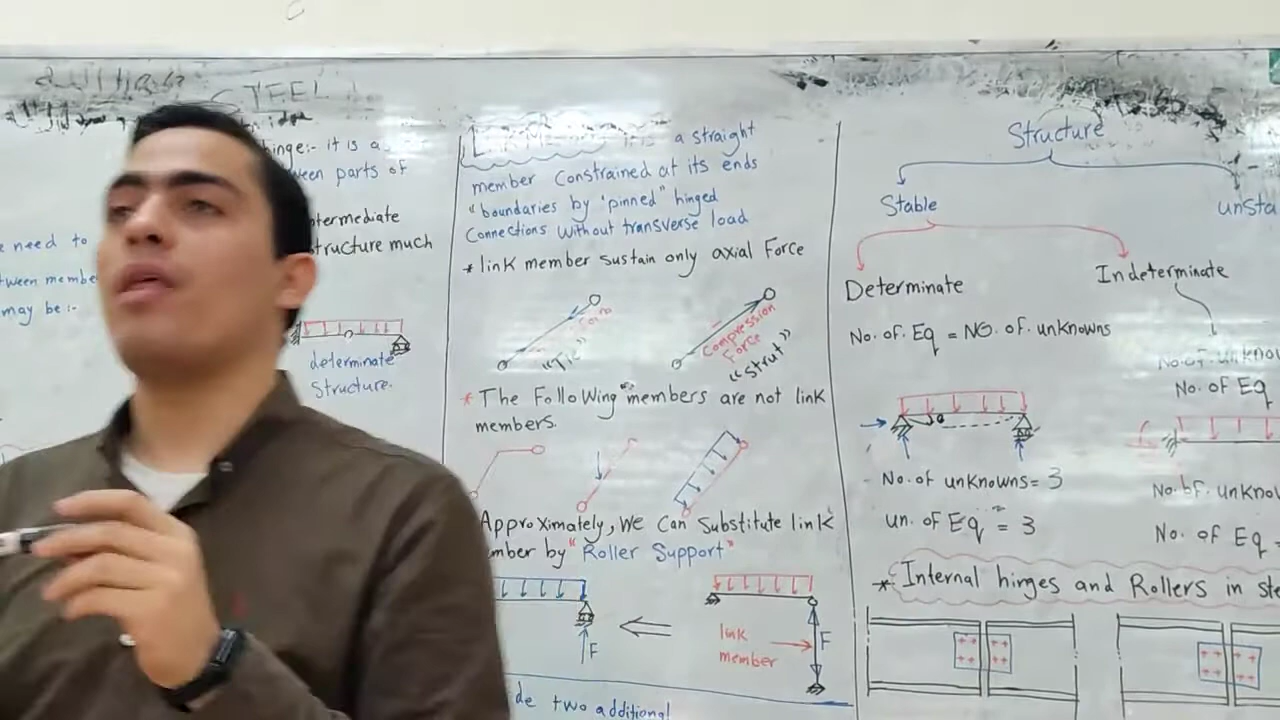 STEEL
hinge:- it is a
ween parts of
ntermediate
structure much
e need to
tween membe
may be :-
determinate
Structure.
a straight
member Constrained at its ends
"boundaries by 'pinned" hinged
Connections without transverse load
* link member sustain only axial Force
"Tie"
Compression
Force
"Strut"
* The Following members are not link
members.
Approximately, we Can Substitute link
mber by "Roller Support"
F
link
member
F
de two additional
Structure
Stable
unsta
Determinate
Indeterminate
No. of. Eq = NO. of. unknowns
No. of. unknow
No. of Eq
θ
No. of unknowns = 3
un. of Eq = 3
No. of. unknow
No. of Eq =
* Internal hinges and Rollers in ste